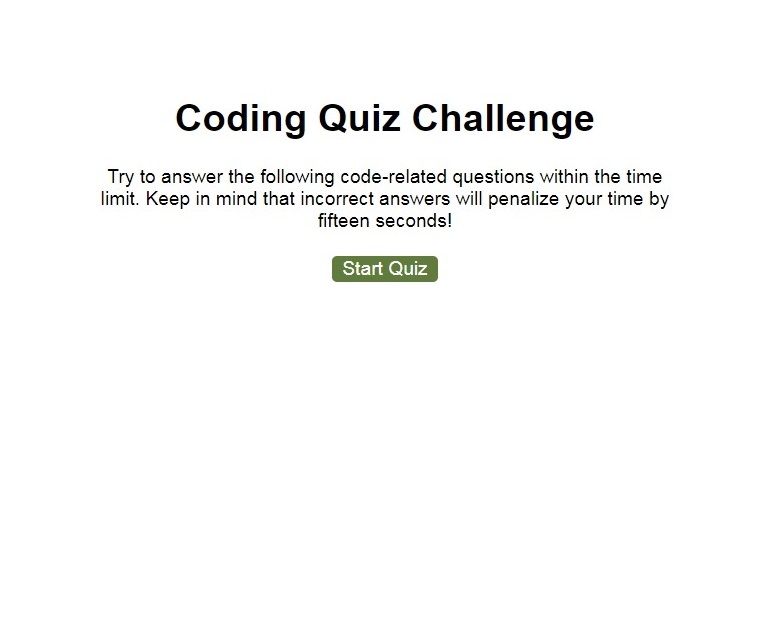 Coding Quiz Challenge
Try to answer the following code-related questions within the time
limit. Keep in mind that incorrect answers will penalize your time by
fifteen seconds!
Start Quiz